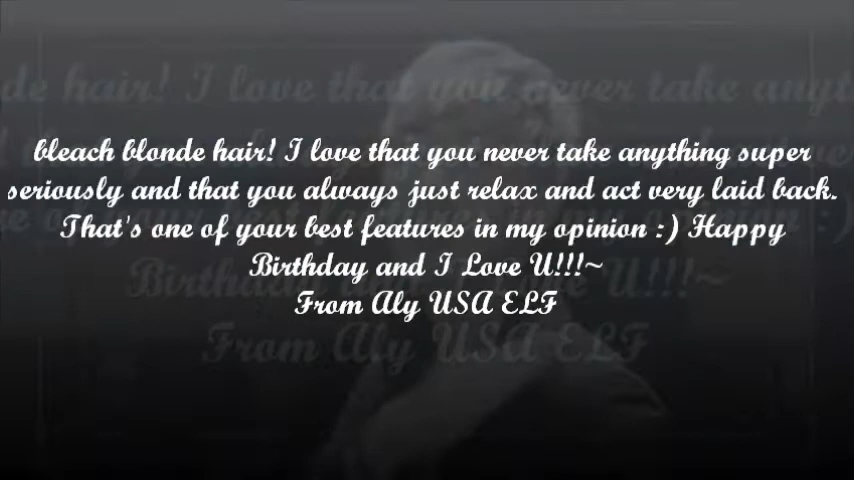 bleach blonde hair! I love that you never take anything super
seriously and that you always just relax and act very laid back.
That's one of your best features in my opinion :) Happy
Birthday and I Love U!!!~
From Aly USA ELF